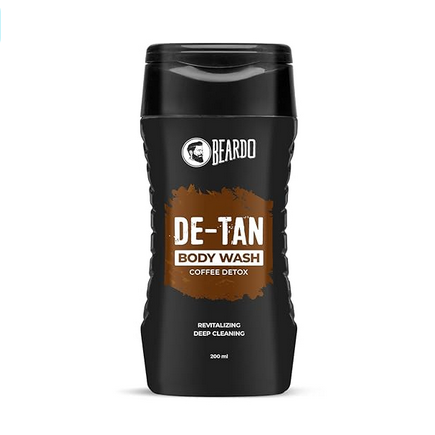 BEARDO
DE-TAN
BODY WASH
COFFEE DETOX
REVITALIZING
DEEP CLEANING
200 ml